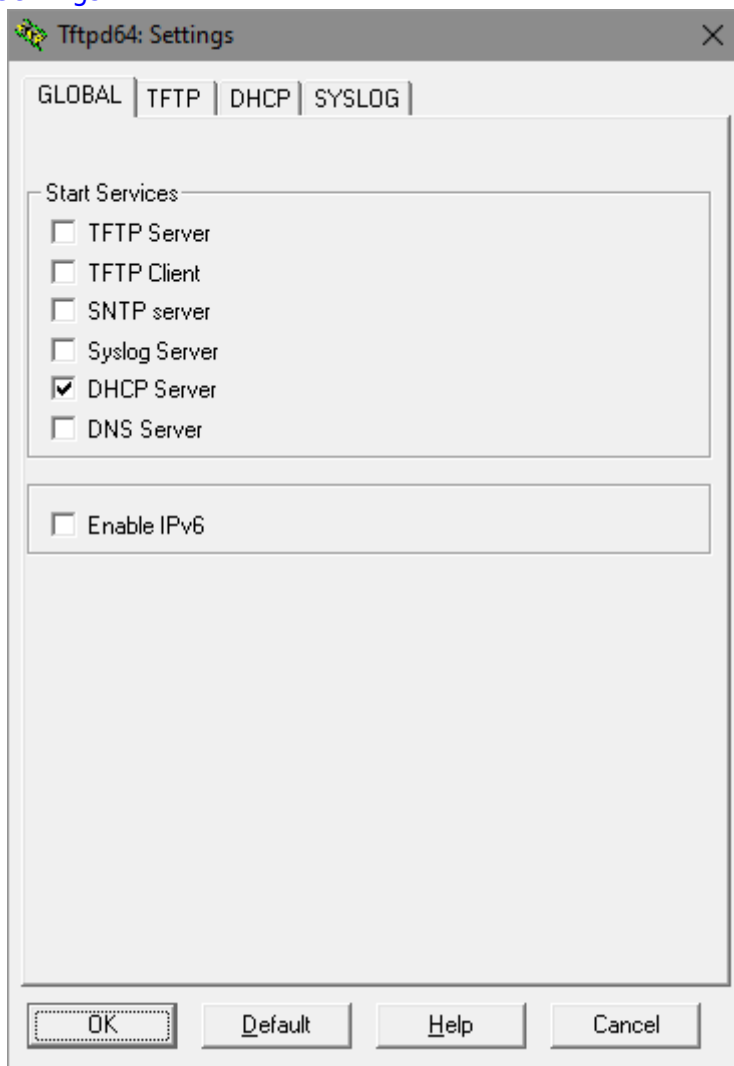 Tftpd64: Settings
GLOBAL TFTP DHCP SYSLOG
Start Services
TFTP Server
TFTP Client
SNTP server
Syslog Server
DHCP Server
DNS Server
Enable IPv6
OK Default Help Cancel